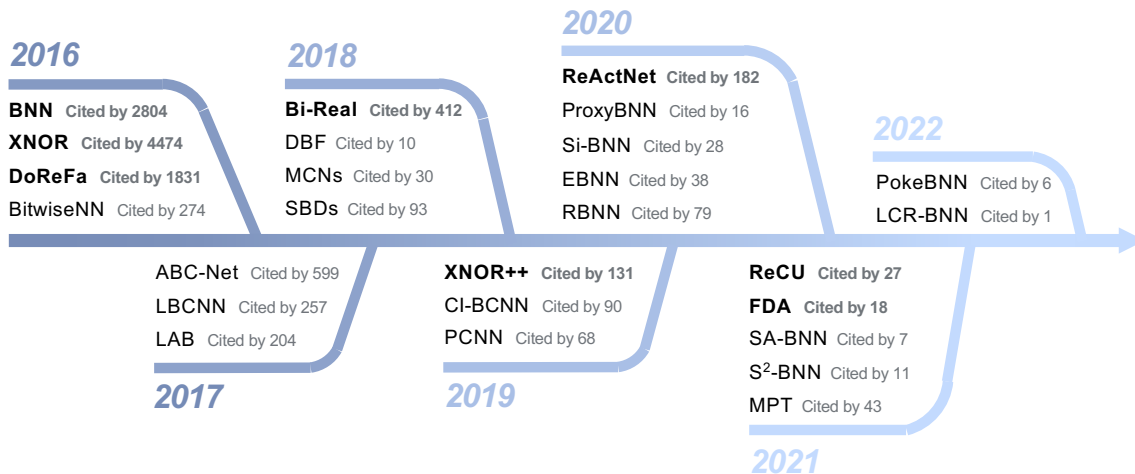 2016
BNN Cited by 2804
XNOR Cited by 4474
DoReFa Cited by 1831
BitwiseNN Cited by 274
2018
Bi-Real Cited by 412
DBF Cited by 10
MCNs Cited by 30
SBDs Cited by 93
2020
ReActNet Cited by 182
ProxyBNN Cited by 16
Si-BNN Cited by 28
EBNN Cited by 38
RBNN Cited by 79
2022
PokeBNN Cited by 6
LCR-BNN Cited by 1
ABC-Net Cited by 599
LBCNN Cited by 257
LAB Cited by 204
2017
XNOR++ Cited by 131
CI-BCNN Cited by 90
PCNN Cited by 68
2019
ReCU Cited by 27
FDA Cited by 18
SA-BNN Cited by 7
S²-BNN Cited by 11
MPT Cited by 43
2021